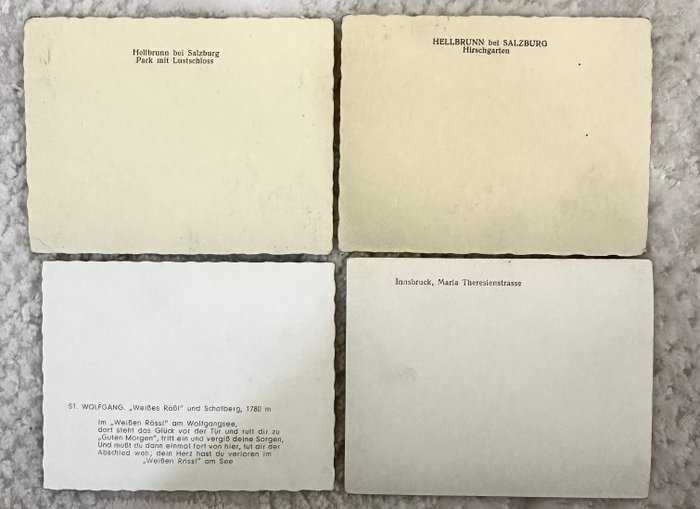 Hellbrunn bei Salzburg
Park mit Lustschloss
HELLBRUNN bei SALZBURG
Hirschgarten
ST. WOLFGANG. „Weißes Rößl" und Schafberg, 1780 m
Im „Weißen Rössl" am Wolfgangsee,
dort steht das Glück vor der Tür und ruft dir zu
„Guten Morgen", tritt ein und vergiß deine Sorgen,
Und mußt du dann einmal fort von hier, tut dir der
Abschied weh; dein Herz hast du verloren im
„Weißen Rössl" am See
Innsbruck, Maria Theresienstrasse